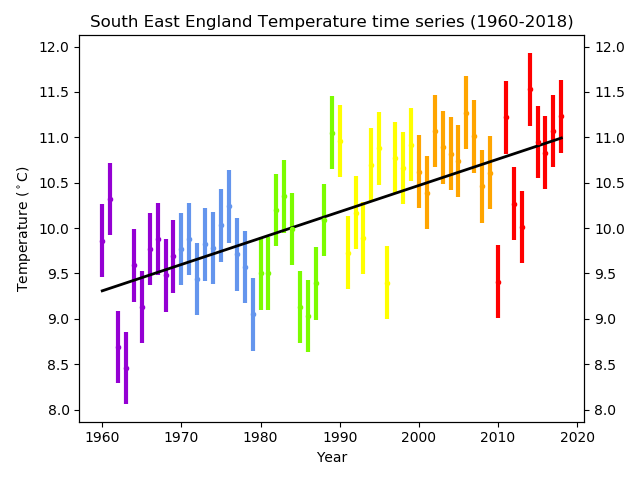 South East England Temperature time series (1960-2018)
12.0 12.0
11.5 11.5
11.0 11.0
10.5 10.5
10.0 10.0
9.5 9.5
9.0 9.0
8.5 8.5
8.0 8.0
Temperature (°C)
1960 1970 1980 1990 2000 2010 2020
Year